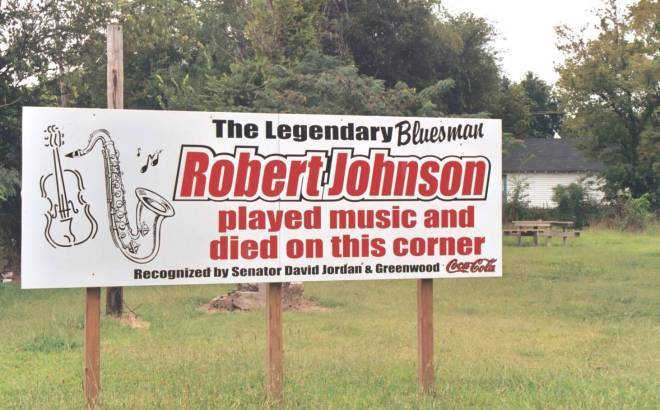 The Legendary Bluesman
Robert Johnson
played music and
died on this corner
Recognized by Senator David Jordan & Greenwood Coca-Cola